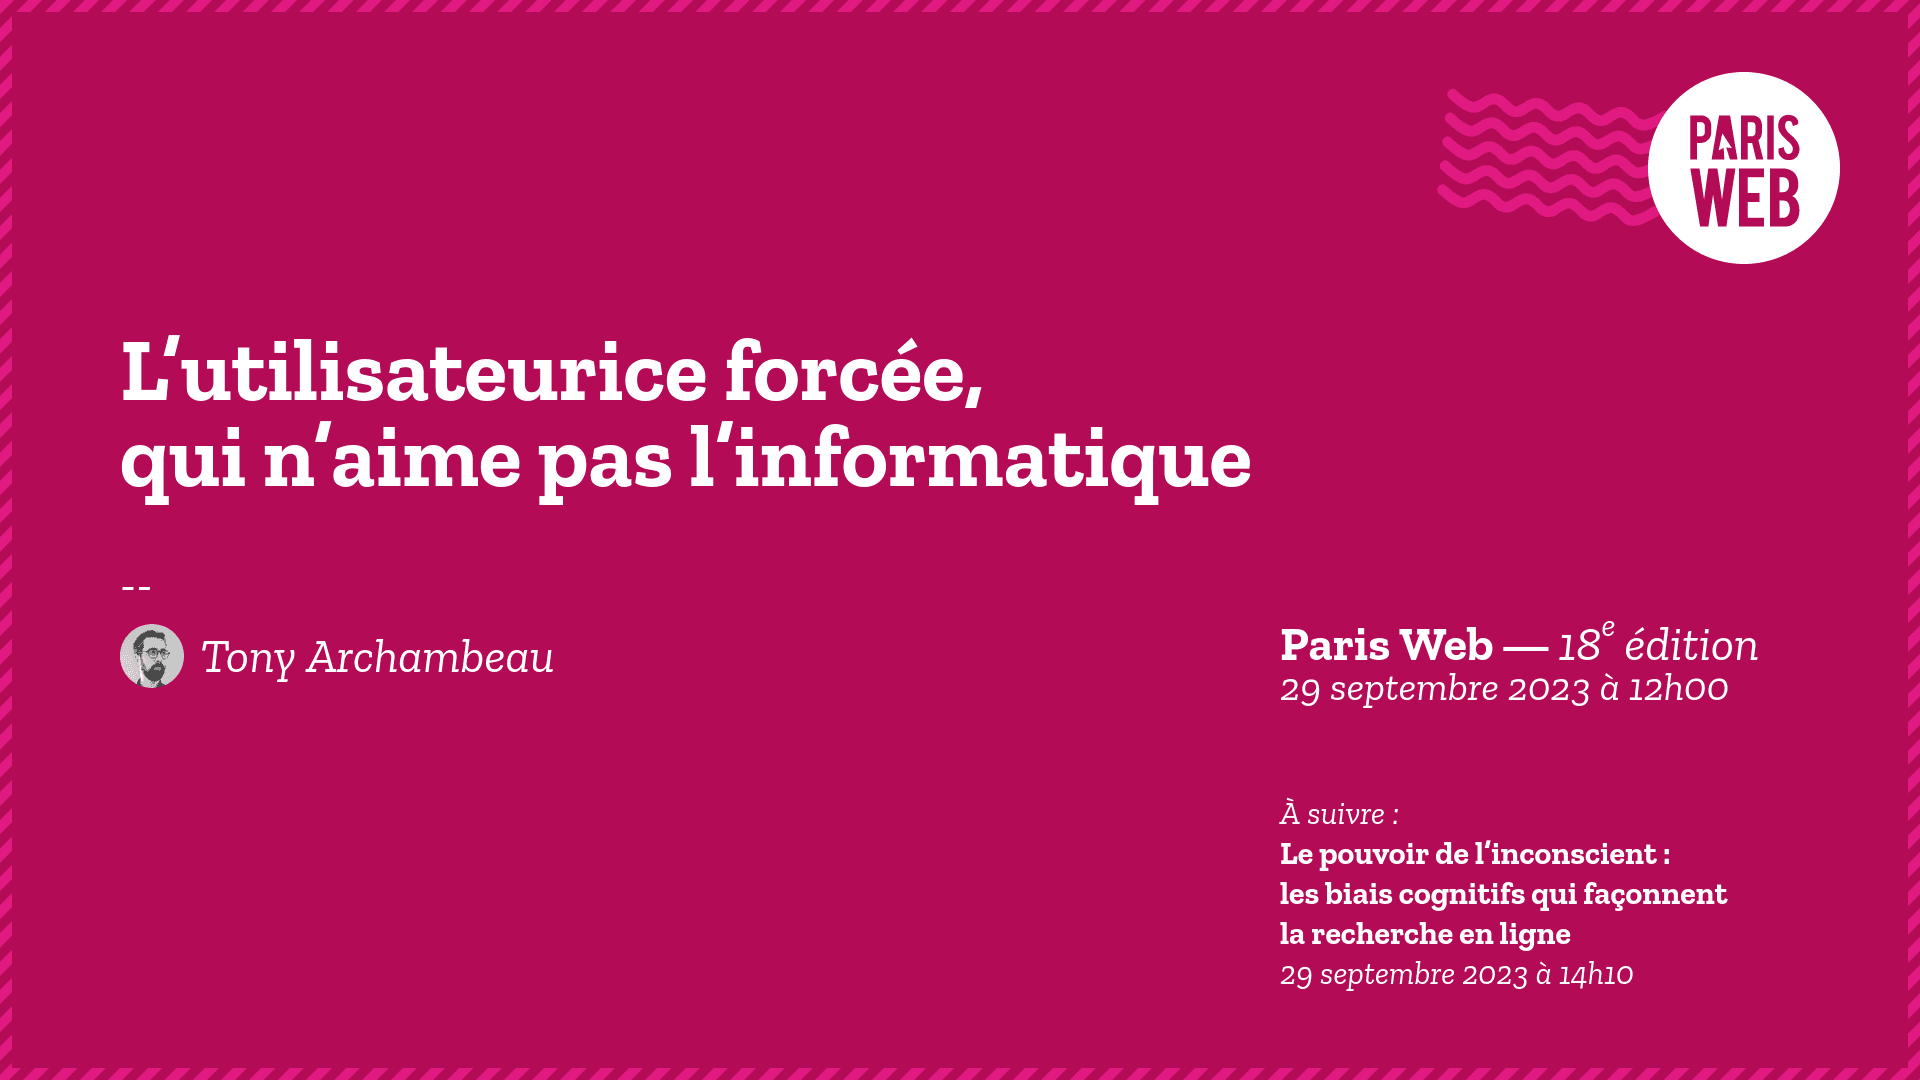 PARIS
WEB
L’utilisateurice forcée,
qui n’aime pas l’informatique
--
Tony Archambeau
Paris Web — 18e édition
29 septembre 2023 à 12h00
À suivre :
Le pouvoir de l’inconscient :
les biais cognitifs qui façonnent
la recherche en ligne
29 septembre 2023 à 14h10